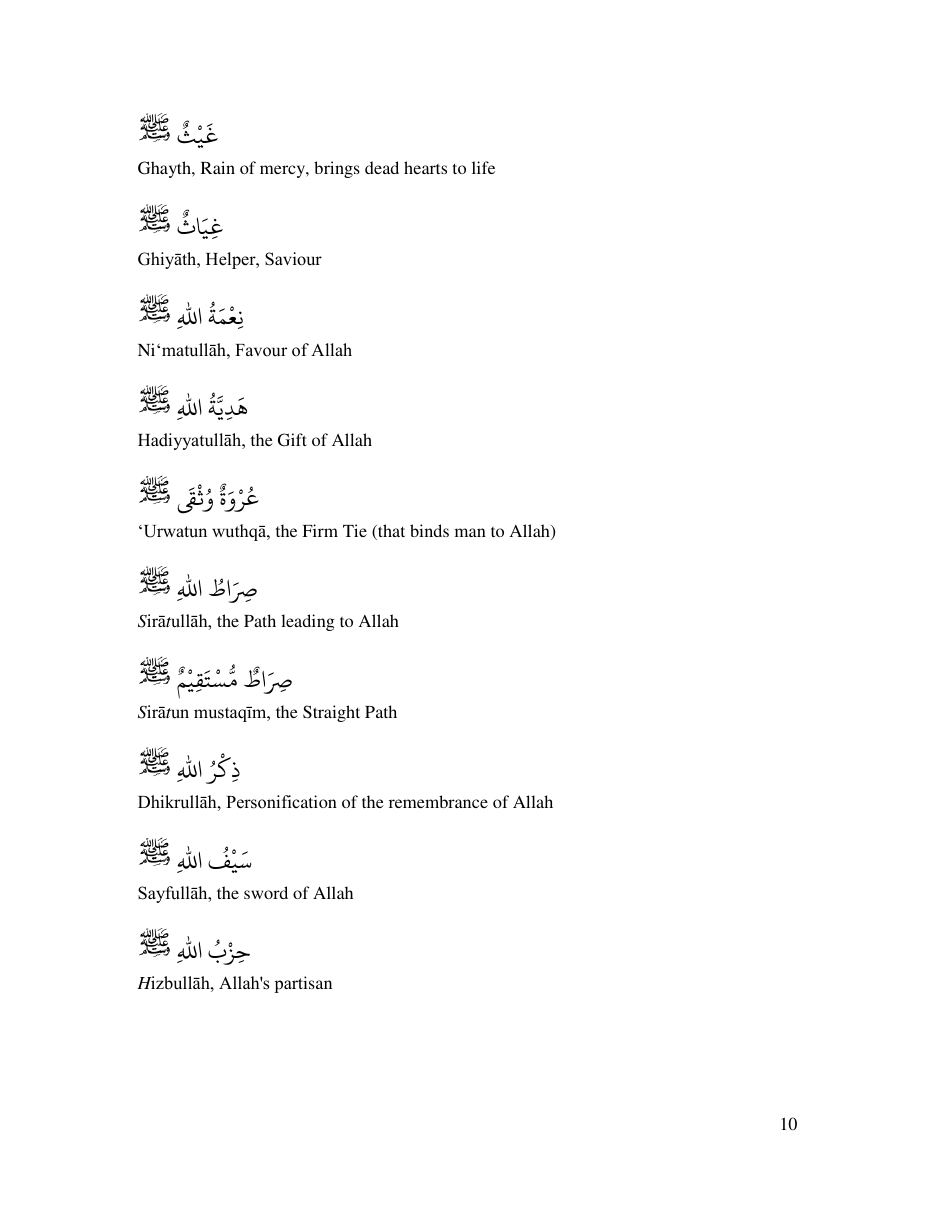 غَيْثٌ ﷺ
Ghayth, Rain of mercy, brings dead hearts to life
غِيَاثٌ ﷺ
Ghiyāth, Helper, Saviour
نِعْمَةُ اللهِ ﷺ
Ni‘matullāh, Favour of Allah
هَدِيَّةُ اللهِ ﷺ
Hadiyyatullāh, the Gift of Allah
عُرْوَةٌ وُثْقَى ﷺ
‘Urwatun wuthqā, the Firm Tie (that binds man to Allah)
صِرَاطُ اللهِ ﷺ
Sirātullāh, the Path leading to Allah
صِرَاطٌ مُّسْتَقِيْمٌ ﷺ
Sirātun mustaqīm, the Straight Path
ذِكْرُ اللهِ ﷺ
Dhikrullāh, Personification of the remembrance of Allah
سَيْفُ اللهِ ﷺ
Sayfullāh, the sword of Allah
حِزْبُ اللهِ ﷺ
Hizbullāh, Allah's partisan
10